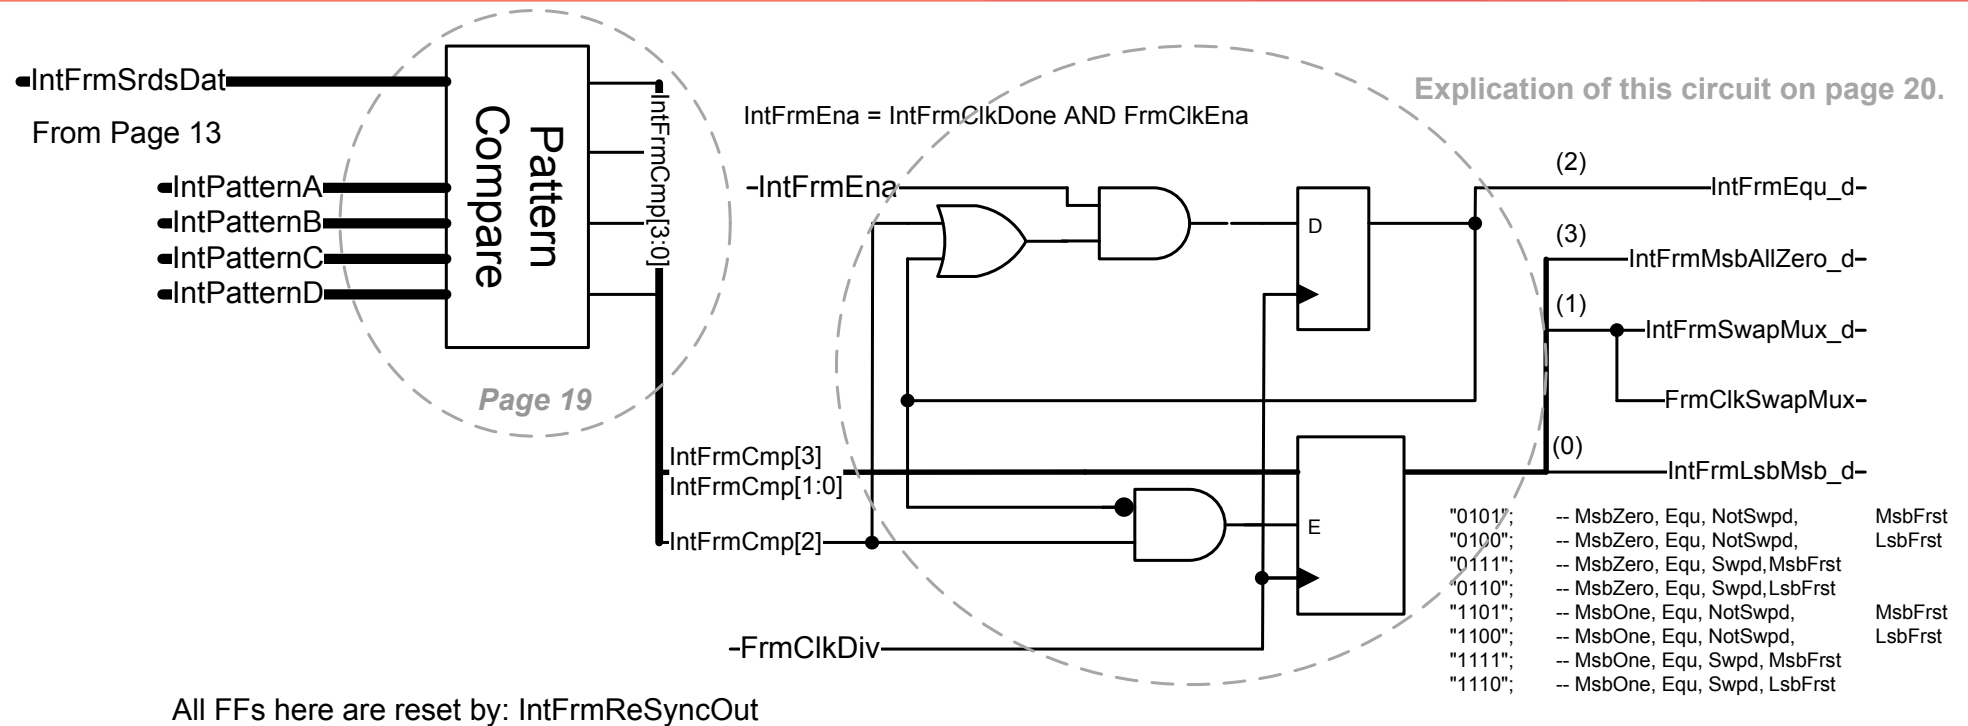 IntFrmSrdsDat
From Page 13
IntPatternA
IntPatternB
IntPatternC
IntPatternD
Pattern
Compare
IntFrmCmp[3:0]
Page 19
IntFrmEna = IntFrmClkDone AND FrmClkEna
Explication of this circuit on page 20.
IntFrmEna
D
(2)
IntFrmEqu_d
(3)
IntFrmMsbAllZero_d
(1)
IntFrmSwapMux_d
FrmClkSwapMux
(0)
IntFrmLsbMsb_d
IntFrmCmp[3]
IntFrmCmp[1:0]
IntFrmCmp[2]
E
FrmClkDiv
"0101"; -- MsbZero, Equ, NotSwpd, MsbFrst
"0100"; -- MsbZero, Equ, NotSwpd, LsbFrst
"0111"; -- MsbZero, Equ, Swpd,MsbFrst
"0110"; -- MsbZero, Equ, Swpd,LsbFrst
"1101"; -- MsbOne, Equ, NotSwpd, MsbFrst
"1100"; -- MsbOne, Equ, NotSwpd, LsbFrst
"1111"; -- MsbOne, Equ, Swpd, MsbFrst
"1110"; -- MsbOne, Equ, Swpd, LsbFrst
All FFs here are reset by: IntFrmReSyncOut